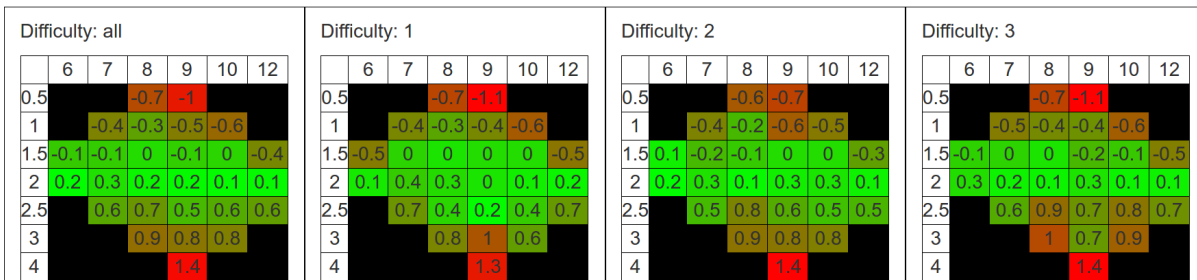 Difficulty: all
6 7 8 9 10 12
0.5 -0.7 -1
1 -0.4 -0.3 -0.5 -0.6
1.5 -0.1 -0.1 0 -0.1 0 -0.4
2 0.2 0.3 0.2 0.2 0.1 0.1
2.5 0.6 0.7 0.5 0.6 0.6
3 0.9 0.8 0.8
4 1.4
Difficulty: 1
6 7 8 9 10 12
0.5 -0.7 -1.1
1 -0.4 -0.3 -0.4 -0.6
1.5 -0.5 0 0 0 0 -0.5
2 0.1 0.4 0.3 0 0.1 0.2
2.5 0.7 0.4 0.2 0.4 0.7
3 0.8 1 0.6
4 1.3
Difficulty: 2
6 7 8 9 10 12
0.5 -0.6 -0.7
1 -0.4 -0.2 -0.6 -0.5
1.5 0.1 -0.2 -0.1 0 0 -0.3
2 0.2 0.3 0.1 0.3 0.3 0.1
2.5 0.5 0.8 0.6 0.5 0.5
3 0.9 0.8 0.8
4 1.4
Difficulty: 3
6 7 8 9 10 12
0.5 -0.7 -1.1
1 -0.5 -0.4 -0.4 -0.6
1.5 -0.1 0 0 -0.2 -0.1 -0.5
2 0.3 0.2 0.1 0.3 0.1 0.1
2.5 0.6 0.9 0.7 0.8 0.7
3 1 0.7 0.9
4 1.4